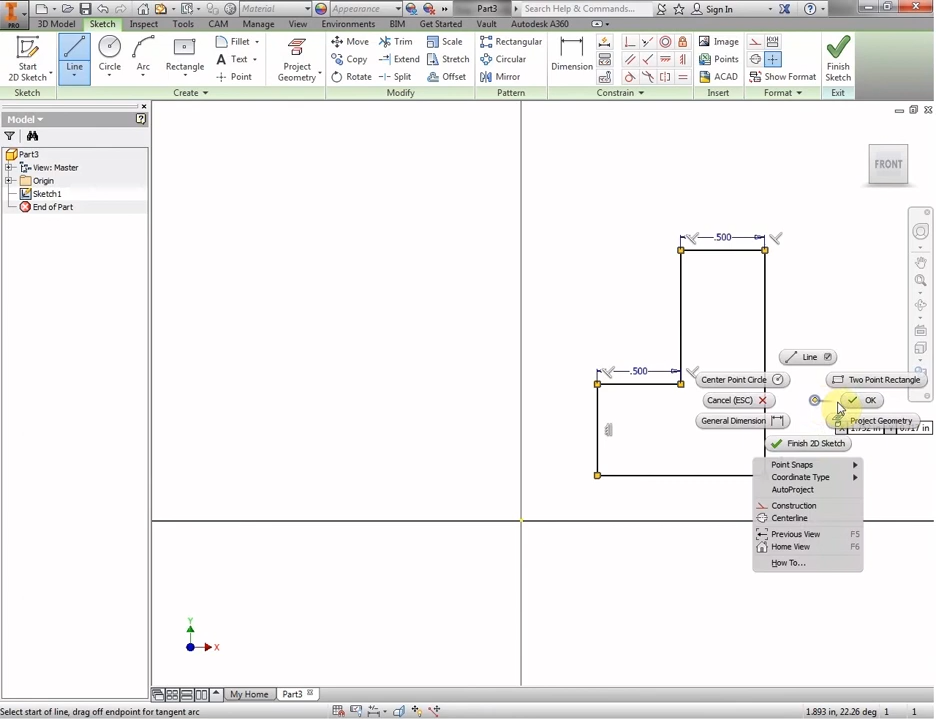 PRO Material Appearance Part3 Search Help & Commands... Sign In
3D Model Sketch Inspect Tools CAM Manage View Environments BIM Get Started Vault Autodesk A360
Start 2D Sketch Line Circle Arc Rectangle Fillet Text Point Project Geometry Move Copy Rotate Trim Extend Split Scale Stretch Offset Rectangular Circular Mirror Dimension Image Points ACAD Show Format Finish Sketch
Sketch Create Modify Pattern Constrain Insert Format Exit
Model
Part3
View: Master
Origin
Sketch1
End of Part
FRONT
.500
.500
Line
Center Point Circle
Two Point Rectangle
Cancel (ESC)
OK
General Dimension
Project Geometry
Finish 2D Sketch
Point Snaps
Coordinate Type
AutoProject
Construction
Centerline
Previous View F5
Home View F6
How To...
Y
X
My Home Part3
Select start of line, drag off endpoint for tangent arc 1.893 in, 22.26 deg 1 1